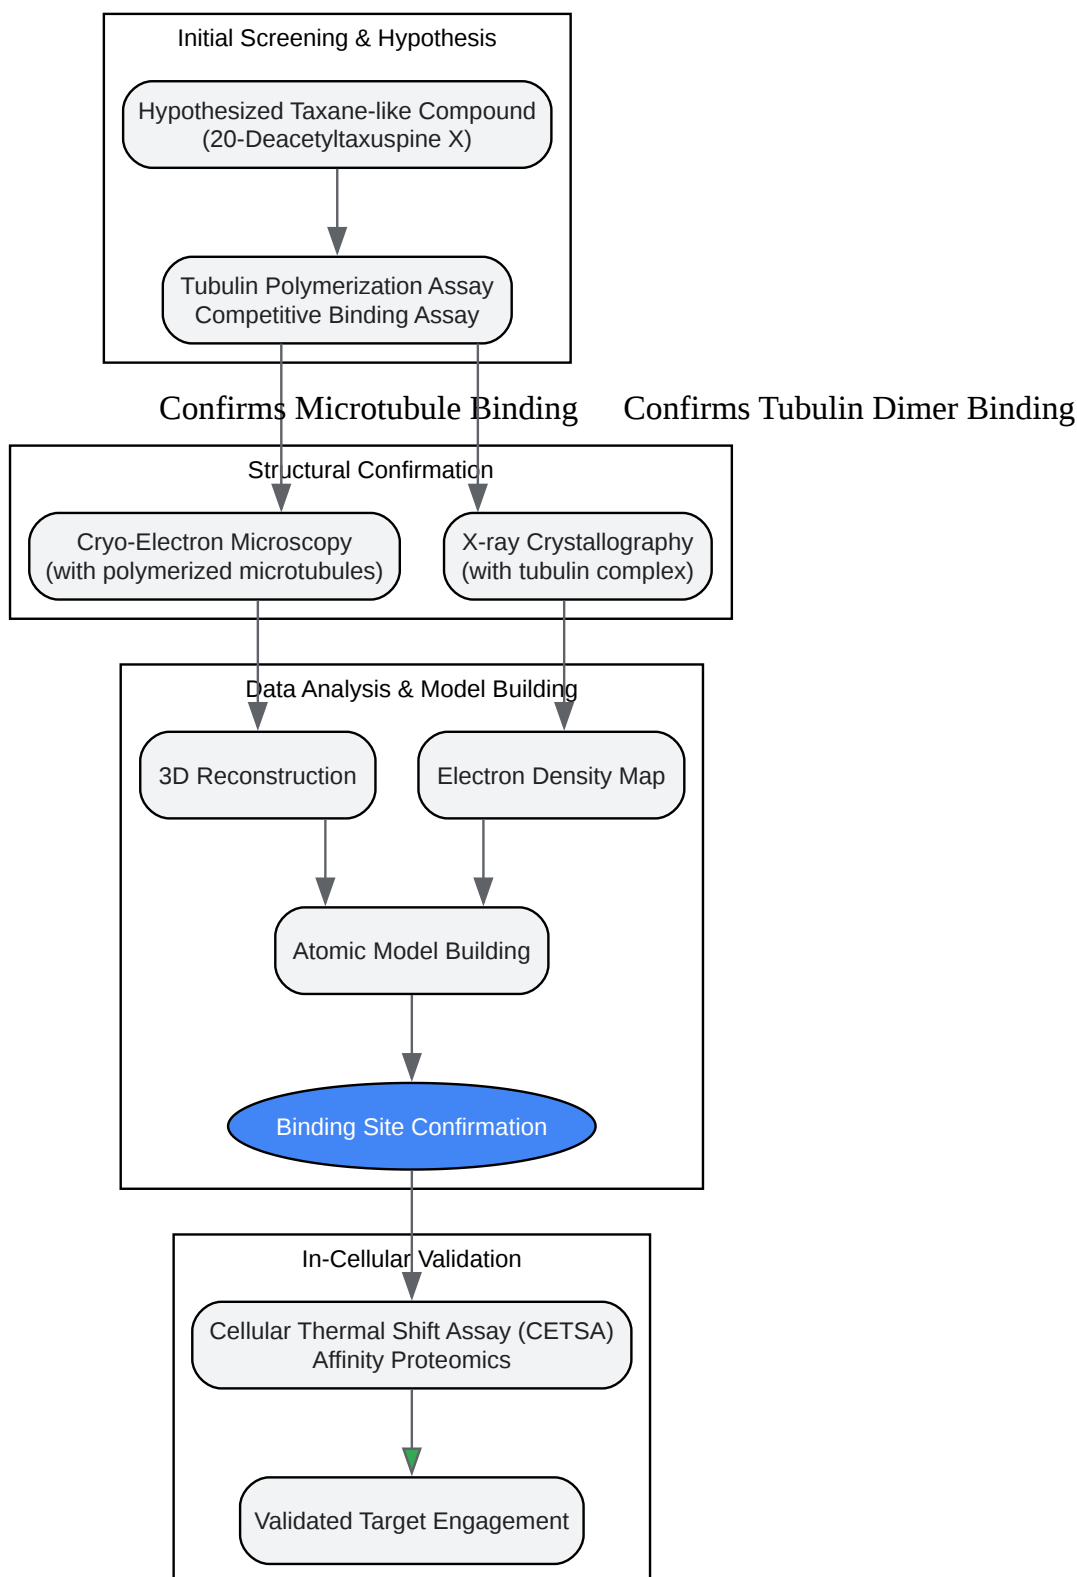 Initial Screening & Hypothesis
Hypothesized Taxane-like Compound
(20-Deacetyltaxuspine X)
Tubulin Polymerization Assay
Competitive Binding Assay
Confirms Microtubule Binding
Confirms Tubulin Dimer Binding
Structural Confirmation
Cryo-Electron Microscopy
(with polymerized microtubules)
X-ray Crystallography
(with tubulin complex)
Data Analysis & Model Building
3D Reconstruction
Electron Density Map
Atomic Model Building
Binding Site Confirmation
In-Cellular Validation
Cellular Thermal Shift Assay (CETSA)
Affinity Proteomics
Validated Target Engagement